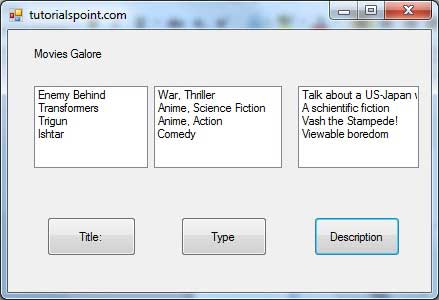 tutorialspoint.com
Movies Galore
Enemy Behind
Transformers
Trigun
Ishtar
War, Thriller
Anime, Science Fiction
Anime, Action
Comedy
Talk about a US-Japan
A schientific fiction
Vash the Stampede!
Viewable boredom
Title:
Type
Description